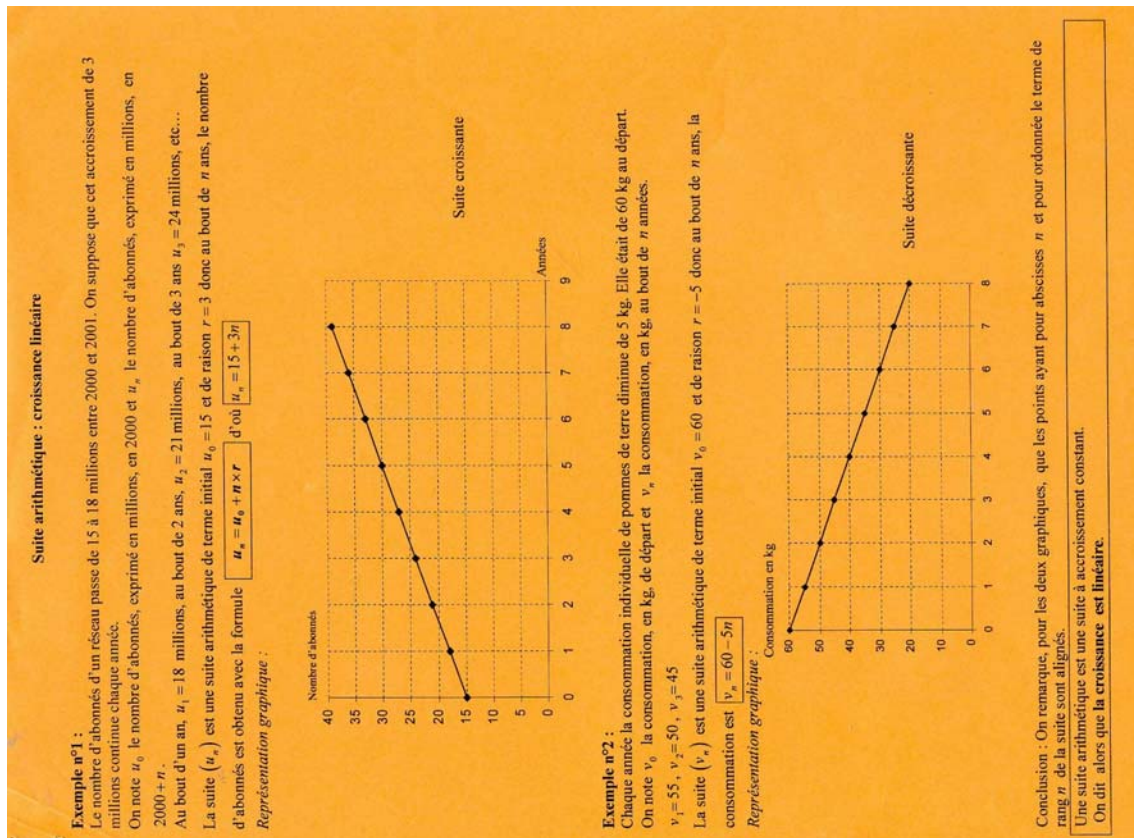 Suite arithmétique : croissance linéaire
Exemple n°1 :
Le nombre d'abonnés d'un réseau passe de 15 à 18 millions entre 2000 et 2001. On suppose que cet accroissement de 3
millions continue chaque année.
On note u₀ le nombre d'abonnés, exprimé en millions, en 2000 et uₙ le nombre d'abonnés, exprimé en millions, en
2000 + n.
Au bout d'un an, u₁ = 18 millions, au bout de 2 ans, u₂ = 21 millions, au bout de 3 ans u₃ = 24 millions, etc…
La suite (uₙ) est une suite arithmétique de terme initial u₀ = 15 et de raison r = 3 donc au bout de n ans, le nombre
d'abonnés est obtenu avec la formule uₙ = u₀ + n×r d'où uₙ = 15 + 3n
Représentation graphique :
Nombre d'abonnés
40
35
30
25
20
15
10
5
0
0 1 2 3 4 5 6 7 8 9
Années
Suite croissante
Exemple n°2 :
Chaque année la consommation individuelle de pommes de terre diminue de 5 kg. Elle était de 60 kg au départ.
On note v₀ la consommation, en kg, de départ et vₙ la consommation, en kg, au bout de n années.
v₁ = 55 , v₂ = 50 , v₃ = 45
La suite (vₙ) est une suite arithmétique de terme initial v₀ = 60 et de raison r = −5 donc au bout de n ans, la
consommation est vₙ = 60 − 5n
Représentation graphique :
Consommation en kg
60
50
40
30
20
10
0
0 1 2 3 4 5 6 7 8
Suite décroissante
Conclusion : On remarque, pour les deux graphiques, que les points ayant pour abscisses n et pour ordonnée le terme de
rang n de la suite sont alignés.
Une suite arithmétique est une suite à accroissement constant.
On dit alors que la croissance est linéaire.